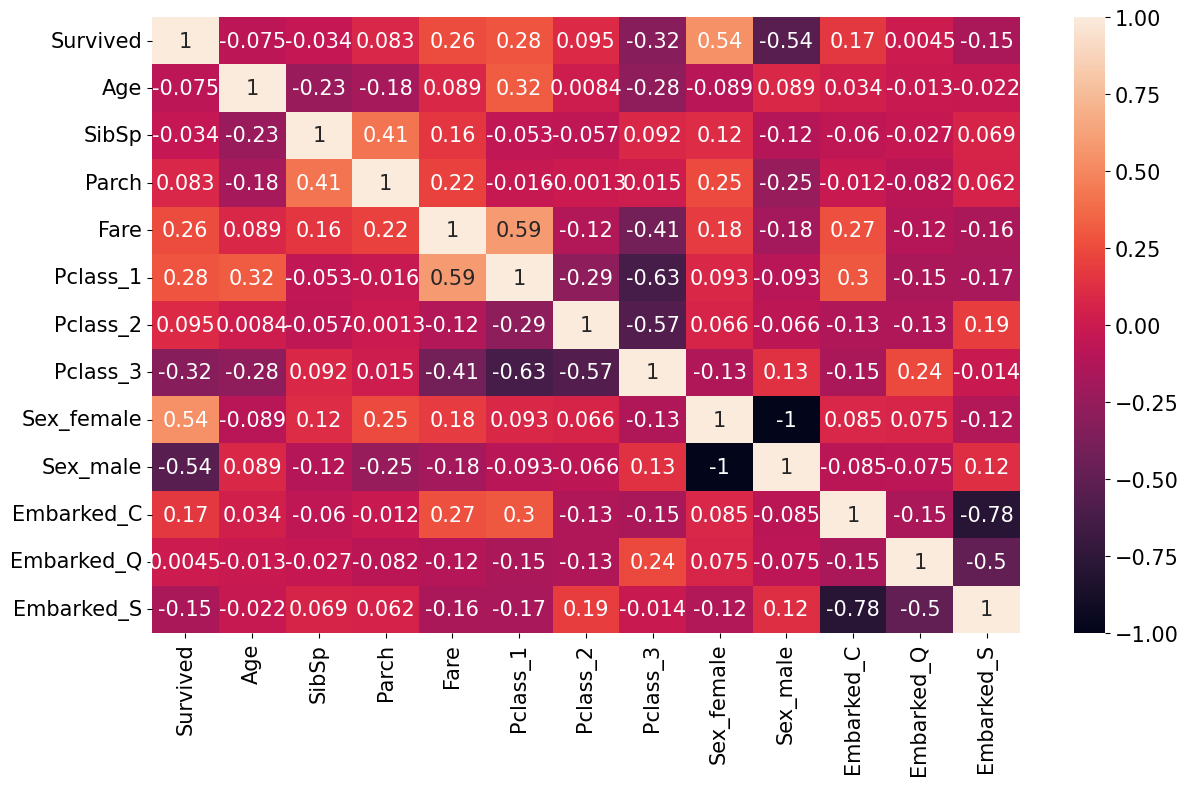 Survived 1 -0.075 -0.034 0.083 0.26 0.28 0.095 -0.32 0.54 -0.54 0.17 0.0045 -0.15
Age -0.075 1 -0.23 -0.18 0.089 0.32 0.0084 -0.28 -0.089 0.089 0.034 -0.013 -0.022
SibSp -0.034 -0.23 1 0.41 0.16 -0.053 -0.057 0.092 0.12 -0.12 -0.06 -0.027 0.069
Parch 0.083 -0.18 0.41 1 0.22 -0.016 -0.0013 0.015 0.25 -0.25 -0.012 -0.082 0.062
Fare 0.26 0.089 0.16 0.22 1 0.59 -0.12 -0.41 0.18 -0.18 0.27 -0.12 -0.16
Pclass_1 0.28 0.32 -0.053 -0.016 0.59 1 -0.29 -0.63 0.093 -0.093 0.3 -0.15 -0.17
Pclass_2 0.095 0.0084 -0.057 -0.0013 -0.12 -0.29 1 -0.57 0.066 -0.066 -0.13 -0.13 0.19
Pclass_3 -0.32 -0.28 0.092 0.015 -0.41 -0.63 -0.57 1 -0.13 0.13 -0.15 0.24 -0.014
Sex_female 0.54 -0.089 0.12 0.25 0.18 0.093 0.066 -0.13 1 -1 0.085 0.075 -0.12
Sex_male -0.54 0.089 -0.12 -0.25 -0.18 -0.093 -0.066 0.13 -1 1 -0.085 -0.075 0.12
Embarked_C 0.17 0.034 -0.06 -0.012 0.27 0.3 -0.13 -0.15 0.085 -0.085 1 -0.15 -0.78
Embarked_Q 0.0045 -0.013 -0.027 -0.082 -0.12 -0.15 -0.13 0.24 0.075 -0.075 -0.15 1 -0.5
Embarked_S -0.15 -0.022 0.069 0.062 -0.16 -0.17 0.19 -0.014 -0.12 0.12 -0.78 -0.5 1
Survived
Age
SibSp
Parch
Fare
Pclass_1
Pclass_2
Pclass_3
Sex_female
Sex_male
Embarked_C
Embarked_Q
Embarked_S
1.00
0.75
0.50
0.25
0.00
−0.25
−0.50
−0.75
−1.00